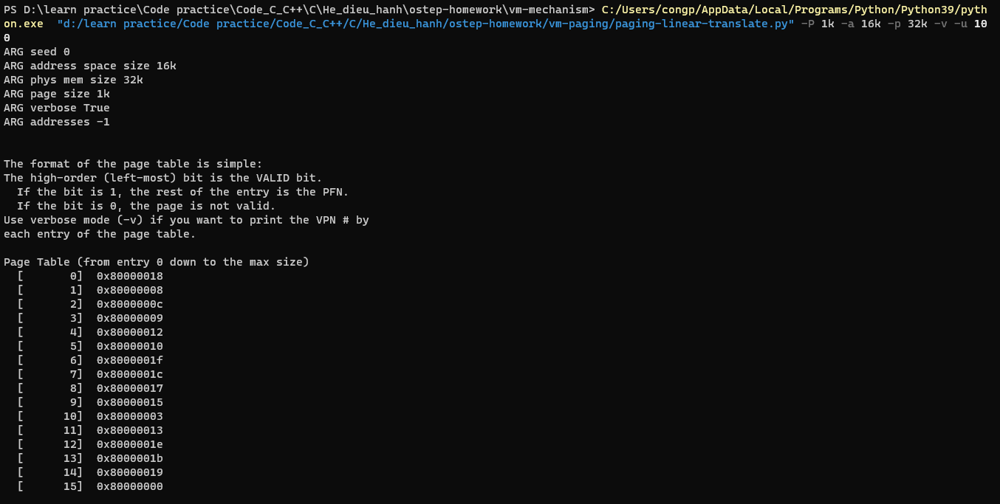 PS D:\learn practice\Code practice\Code_C_C++\C\He_dieu_hanh\ostep-homework\vm-mechanism> C:/Users/congp/AppData/Local/Programs/Python/Python39/pyth
on.exe  "d:/learn practice/Code practice/Code_C_C++/C/He_dieu_hanh/ostep-homework/vm-paging/paging-linear-translate.py" -P 1k -a 16k -p 32k -v -u 10
0
ARG seed 0
ARG address space size 16k
ARG phys mem size 32k
ARG page size 1k
ARG verbose True
ARG addresses -1
The format of the page table is simple:
The high-order (left-most) bit is the VALID bit.
  If the bit is 1, the rest of the entry is the PFN.
  If the bit is 0, the page is not valid.
Use verbose mode (-v) if you want to print the VPN # by
each entry of the page table.
Page Table (from entry 0 down to the max size)
  [       0]  0x80000018
  [       1]  0x80000008
  [       2]  0x8000000c
  [       3]  0x80000009
  [       4]  0x80000012
  [       5]  0x80000010
  [       6]  0x8000001f
  [       7]  0x8000001c
  [       8]  0x80000017
  [       9]  0x80000015
  [      10]  0x80000003
  [      11]  0x80000013
  [      12]  0x8000001e
  [      13]  0x8000001b
  [      14]  0x80000019
  [      15]  0x80000000